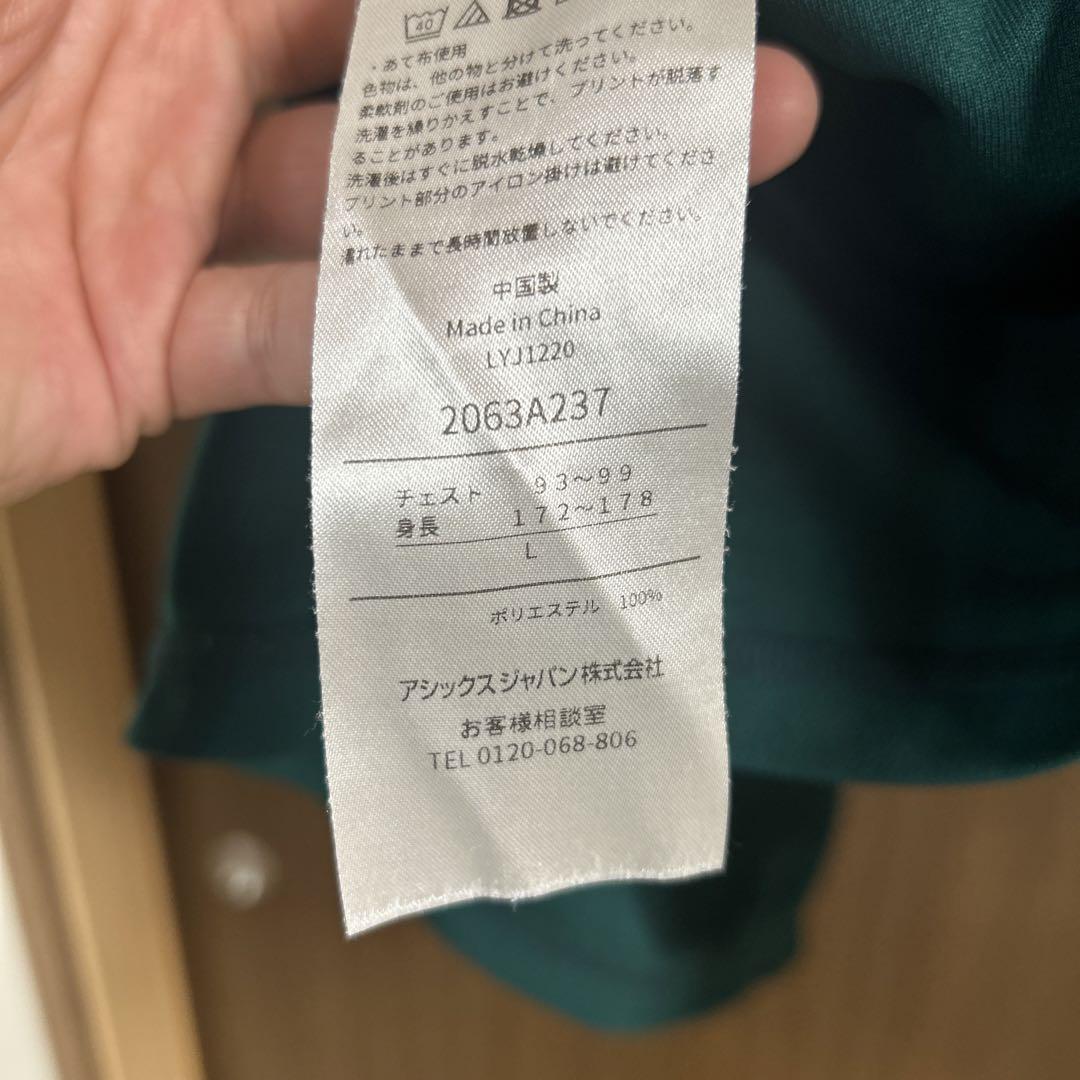 40
・あて布使用
色物は、他の物と分けて洗ってください。
柔軟剤のご使用はお避けください。
洗濯を繰りかえすことで、プリントが脱落す
ることがあります。
洗濯後はすぐに脱水乾燥してください。
プリント部分のアイロン掛けは避けてくださ
い。
濡れたままで長時間放置しないでください。
中国製
Made in China
LYJ1220
2063A237
チェスト 93～99
身長 172～178
L
ポリエステル 100%
アシックスジャパン株式会社
お客様相談室
TEL 0120-068-806